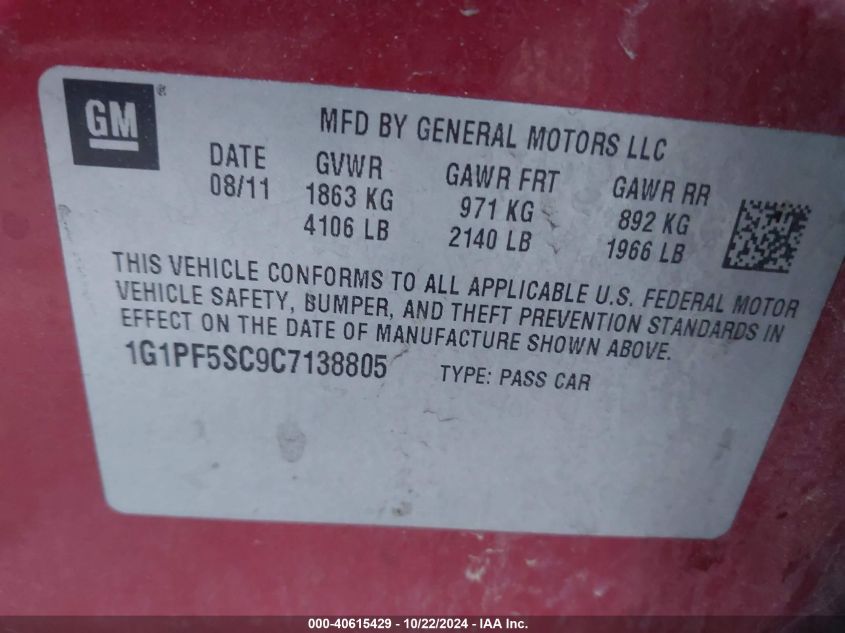 GM®
MFD BY GENERAL MOTORS LLC
DATE GVWR GAWR FRT GAWR RR
08/11 1863 KG 971 KG 892 KG
4106 LB 2140 LB 1966 LB
THIS VEHICLE CONFORMS TO ALL APPLICABLE U.S. FEDERAL MOTOR
VEHICLE SAFETY, BUMPER, AND THEFT PREVENTION STANDARDS IN
EFFECT ON THE DATE OF MANUFACTURE SHOWN ABOVE.
1G1PF5SC9C7138805 TYPE: PASS CAR
000-40615429 - 10/22/2024 - IAA Inc.